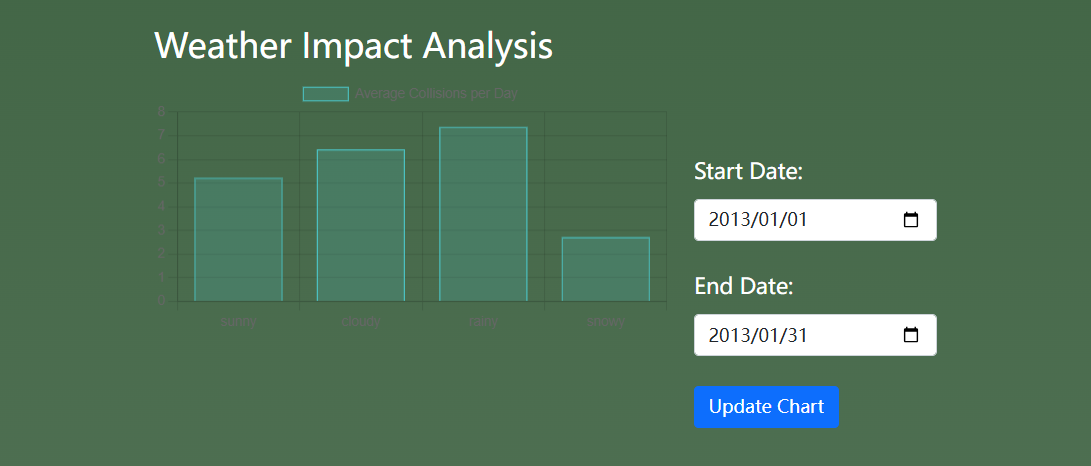 Weather Impact Analysis
Average Collisions per Day
8
7
6
5
4
3
2
1
0
sunny
cloudy
rainy
snowy
Start Date:
2013/01/01
End Date:
2013/01/31
Update Chart